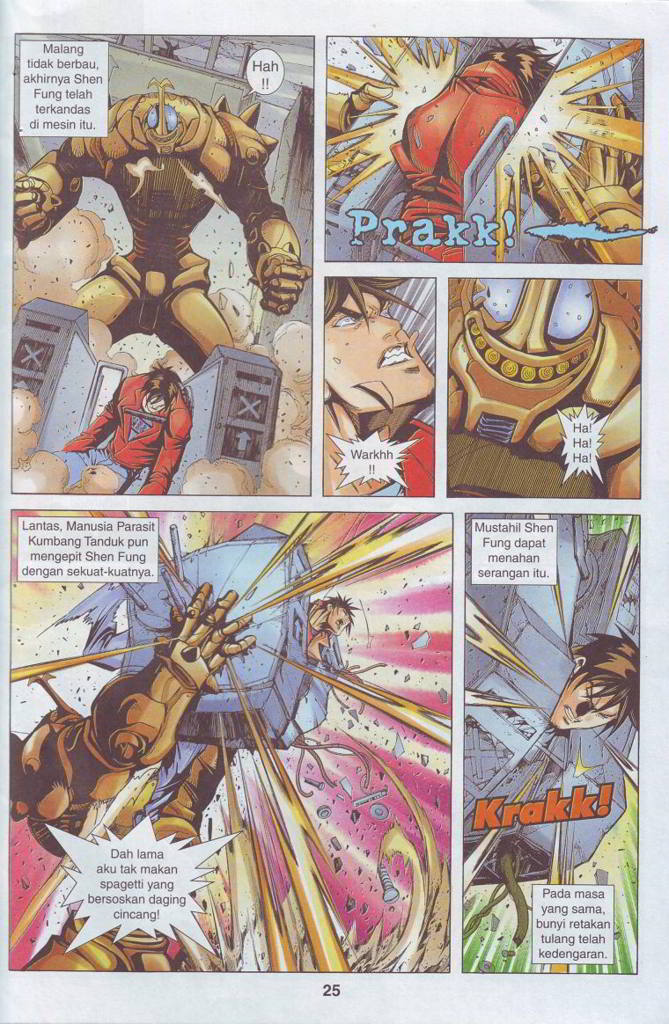 Malang
tidak berbau,
akhirnya Shen
Fung telah
terkandas
di mesin itu.
Hah
!!
Prakk!
Warkhh
!!
Ha!
Ha!
Ha!
Lantas, Manusia Parasit
Kumbang Tanduk pun
mengepit Shen Fung
dengan sekuat-kuatnya.
Dah lama
aku tak makan
spagetti yang
bersoskan daging
cincang!
Mustahil Shen
Fung dapat
menahan
serangan itu.
Krakk!
Pada masa
yang sama,
bunyi retakan
tulang telah
kedengaran.
25